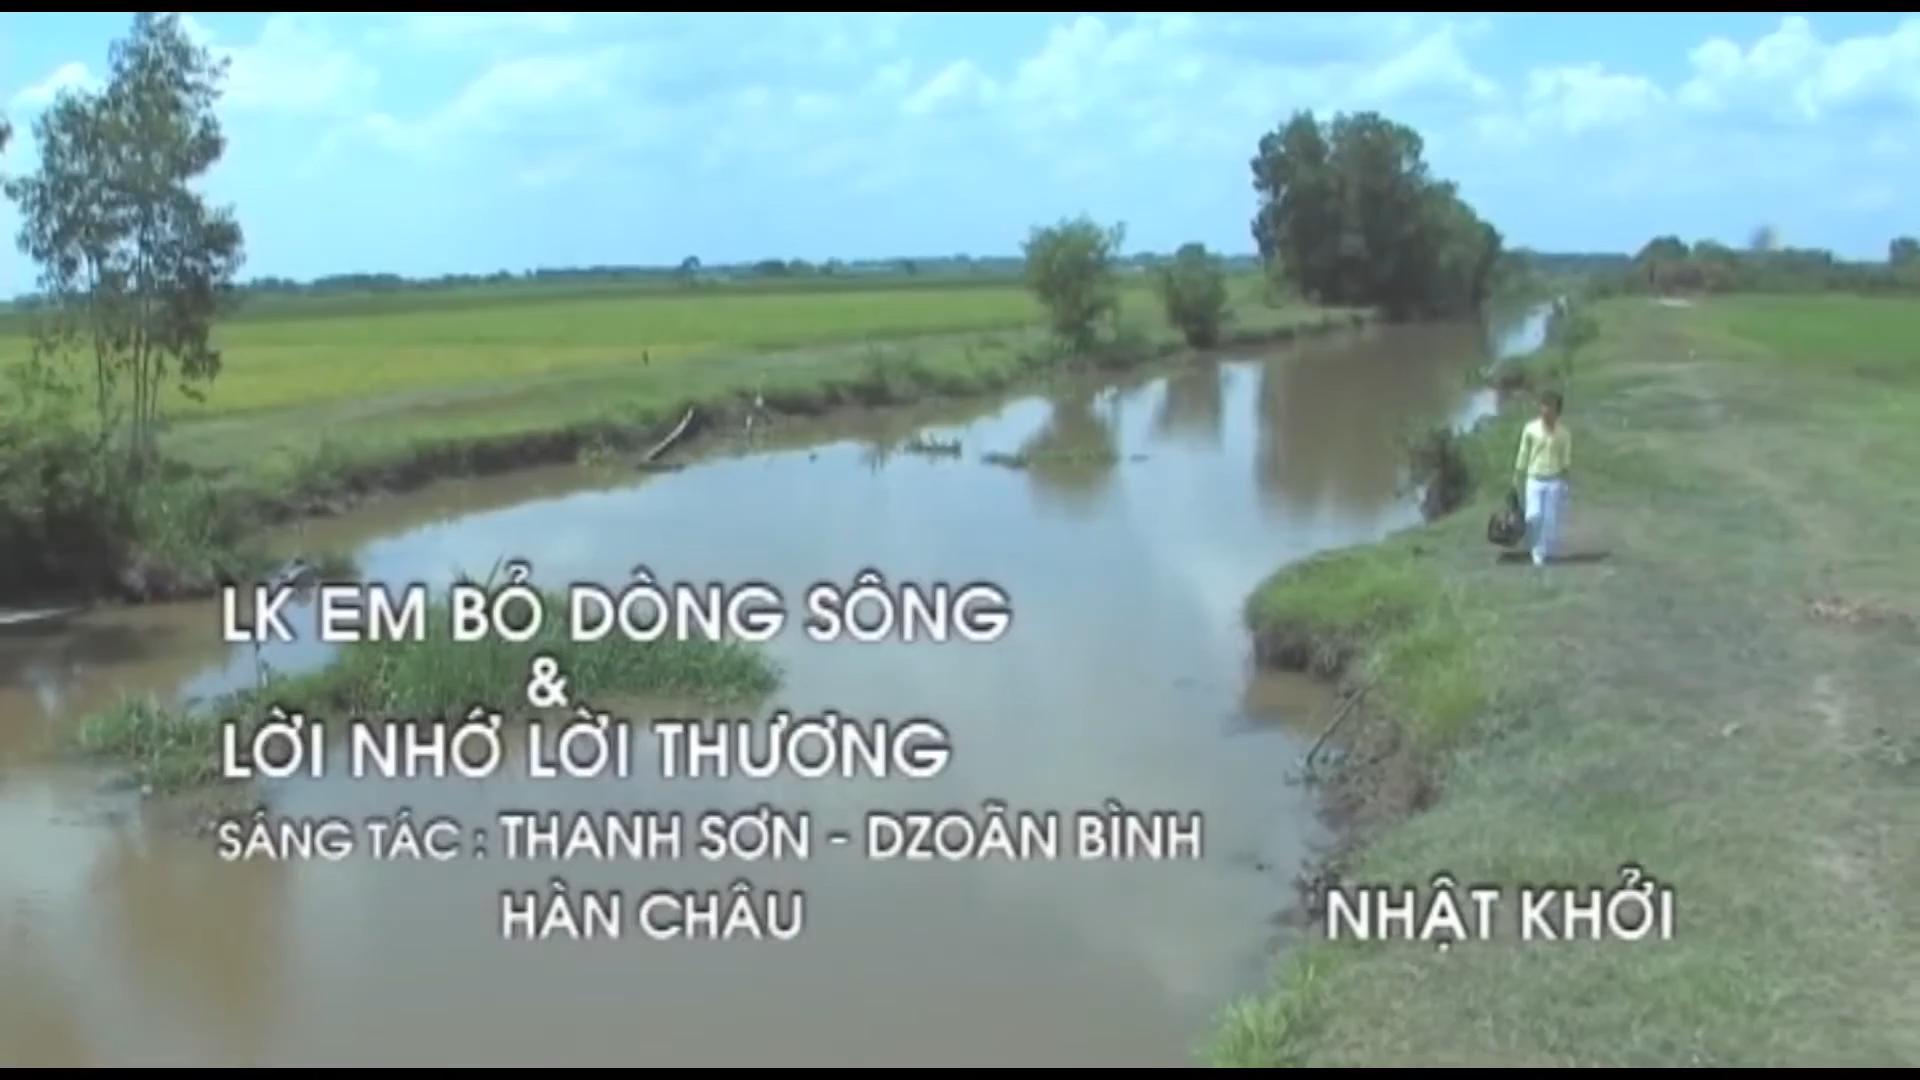 LK EM BỎ DÒNG SÔNG
&
LỜI NHỚ LỜI THƯƠNG
SÁNG TÁC : THANH SƠN - DZOÃN BÌNH
HÀN CHÂU
NHẬT KHỞI